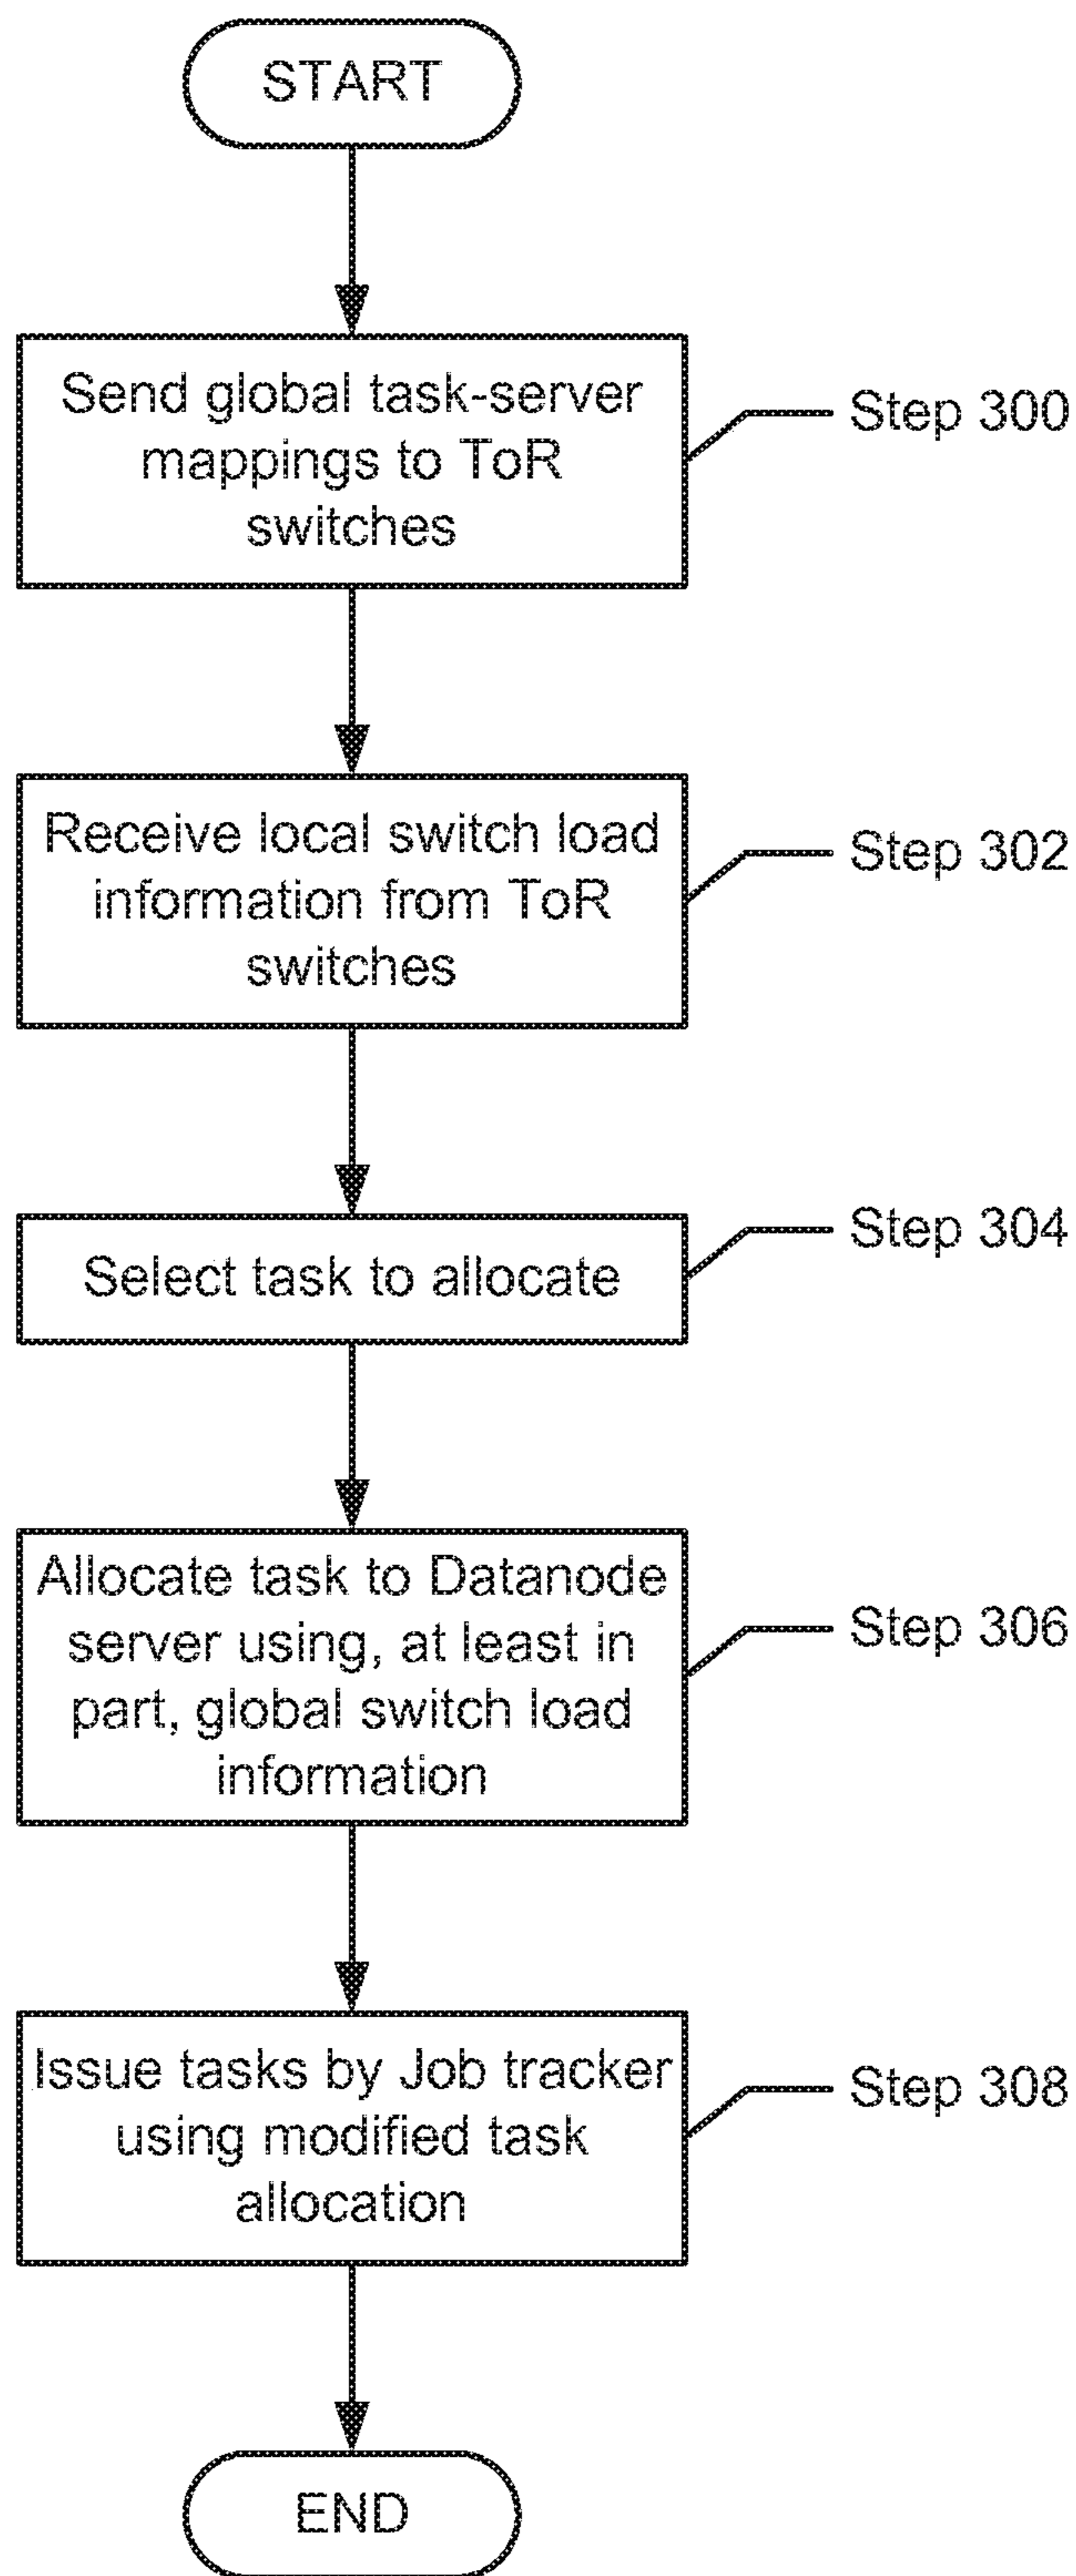 START
Send global task-server
mappings to ToR
switches
Step 300
Receive local switch load
information from ToR
switches
Step 302
Select task to allocate
Step 304
Allocate task to Datanode
server using, at least in
part, global switch load
information
Step 306
Issue tasks by Job tracker
using modified task
allocation
Step 308
END